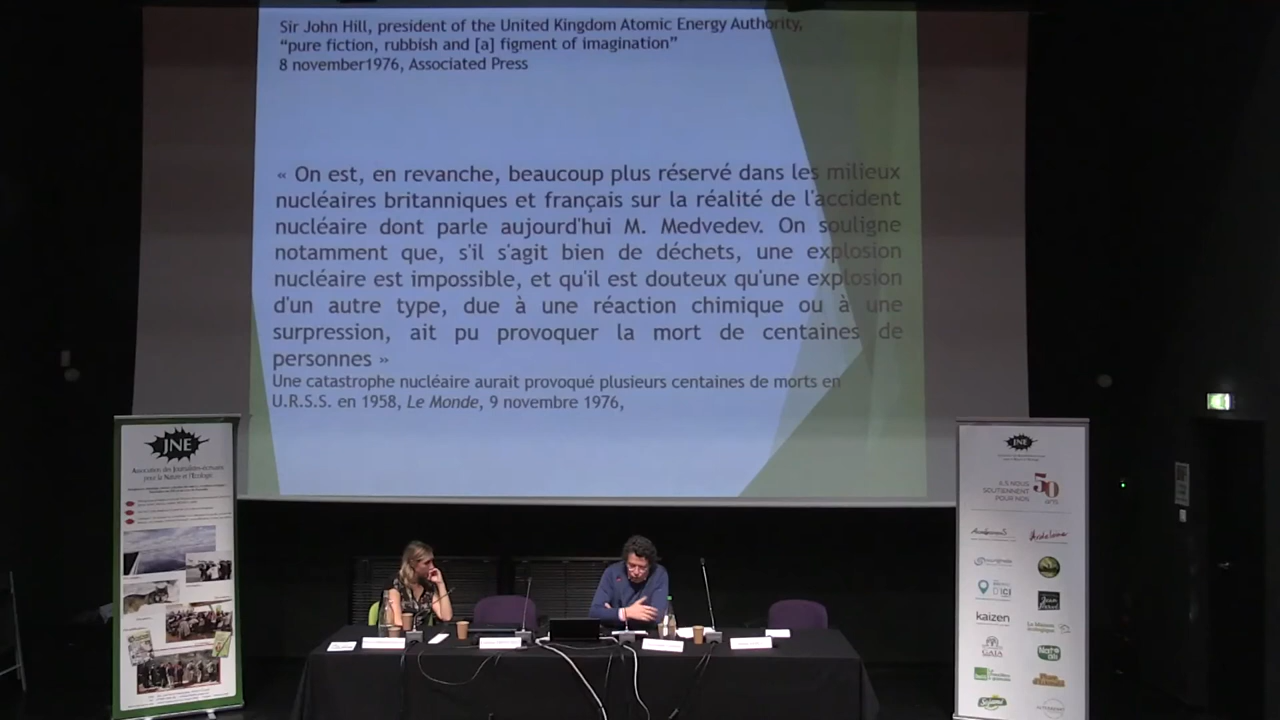 Sir John Hill, president of the United Kingdom Atomic Energy Authority,
“pure fiction, rubbish and [a] figment of imagination”
8 november1976, Associated Press
« On est, en revanche, beaucoup plus réservé dans les milieux
nucléaires britanniques et français sur la réalité de l'accident
nucléaire dont parle aujourd'hui M. Medvedev. On souligne
notamment que, s'il s'agit bien de déchets, une explosion
nucléaire est impossible, et qu'il est douteux qu'une explosion
d'un autre type, due à une réaction chimique ou à une
surpression, ait pu provoquer la mort de centaines de
personnes »
Une catastrophe nucléaire aurait provoqué plusieurs centaines de morts en
U.R.S.S. en 1958, Le Monde, 9 novembre 1976,
JNE
Association des Journalistes-écrivains
pour la Nature et l'Ecologie
JNE
ILS NOUS
SOUTIENNENT
POUR NOS
50
ans
D'ICI
kaizen
La Maison
écologique
GAIA